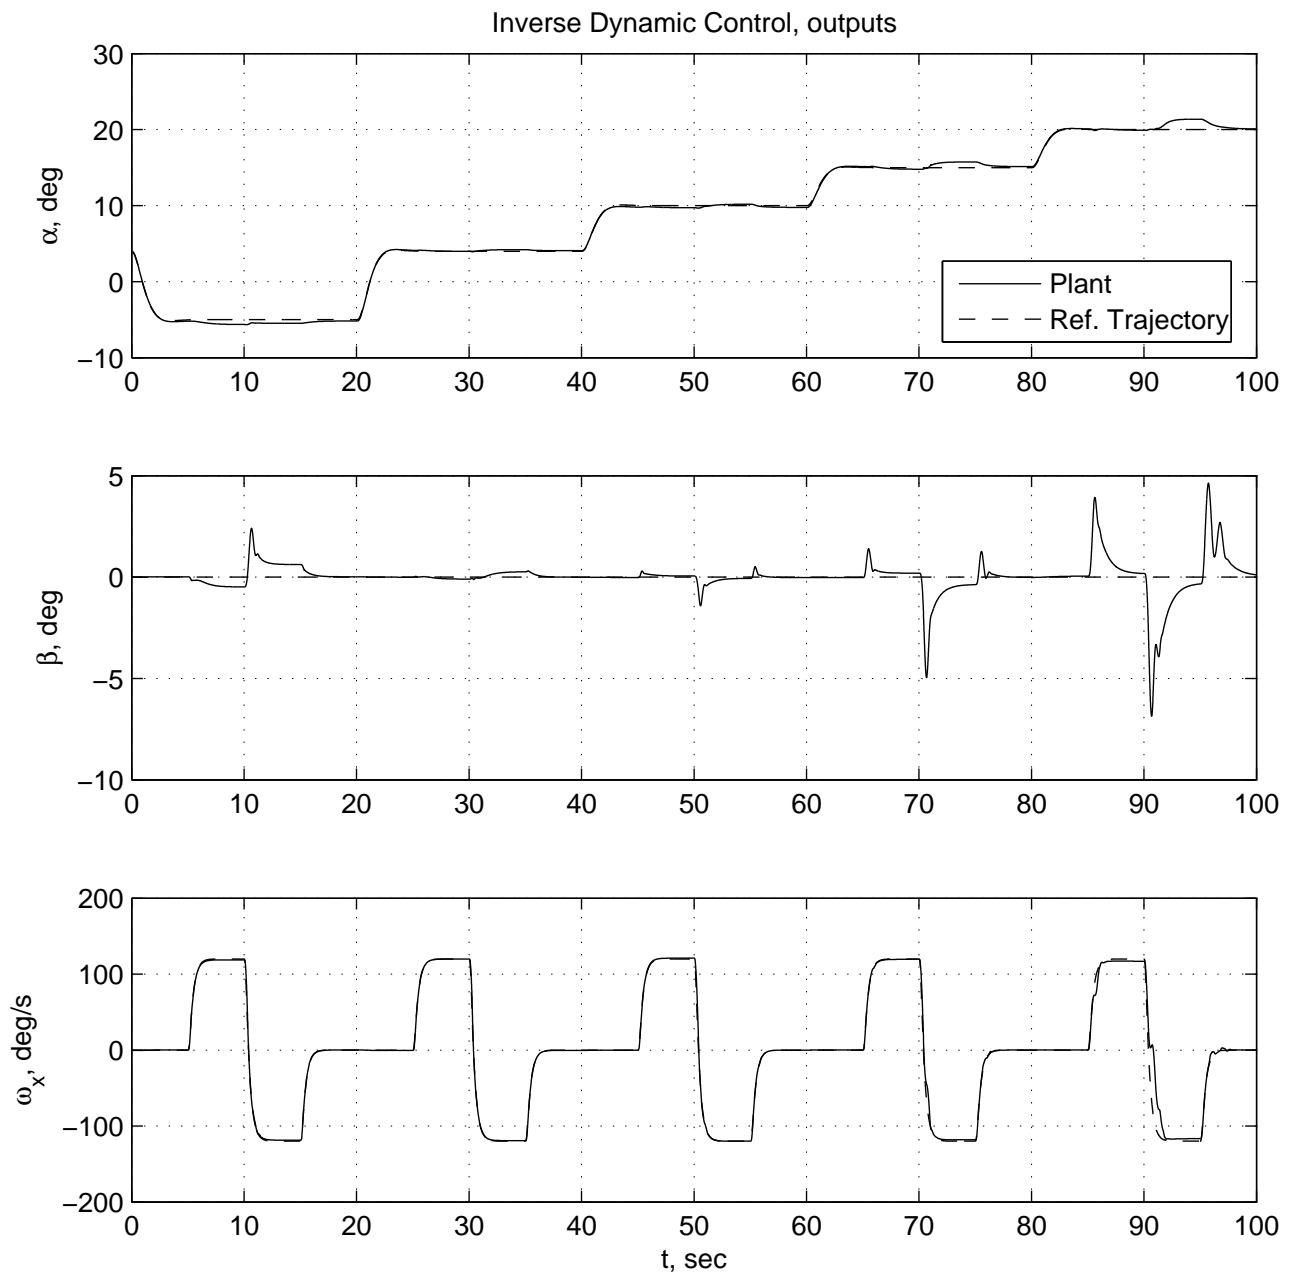 Inverse Dynamic Control, outputs
30
20
10
0
−10
α, deg
Plant
Ref. Trajectory
0 10 20 30 40 50 60 70 80 90 100
5
0
−5
−10
β, deg
0 10 20 30 40 50 60 70 80 90 100
200
100
0
−100
−200
ωx, deg/s
0 10 20 30 40 50 60 70 80 90 100
t, sec